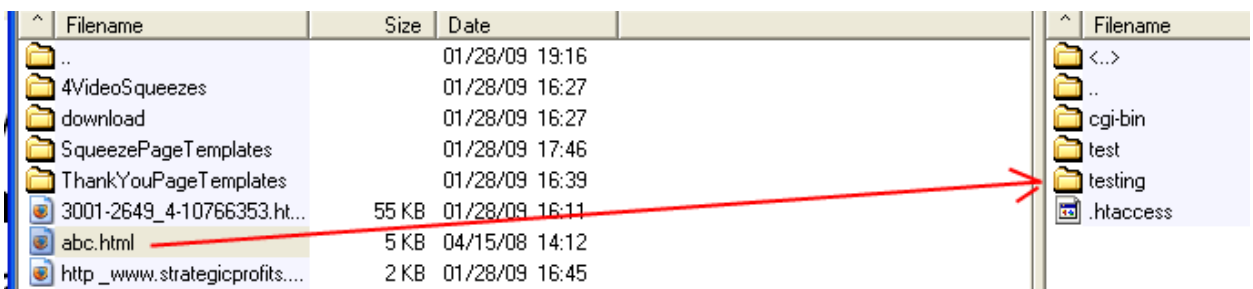 ^ Filename Size Date ^ Filename
.. 01/28/09 19:16 <..>
4VideoSqueezes 01/28/09 16:27 ..
download 01/28/09 16:27 cgi-bin
SqueezePageTemplates 01/28/09 17:46 test
ThankYouPageTemplates 01/28/09 16:39 testing
3001-2649_4-10766353.ht... 55 KB 01/28/09 16:11 .htaccess
abc.html 5 KB 04/15/08 14:12
http_www.strategicprofits.... 2 KB 01/28/09 16:45